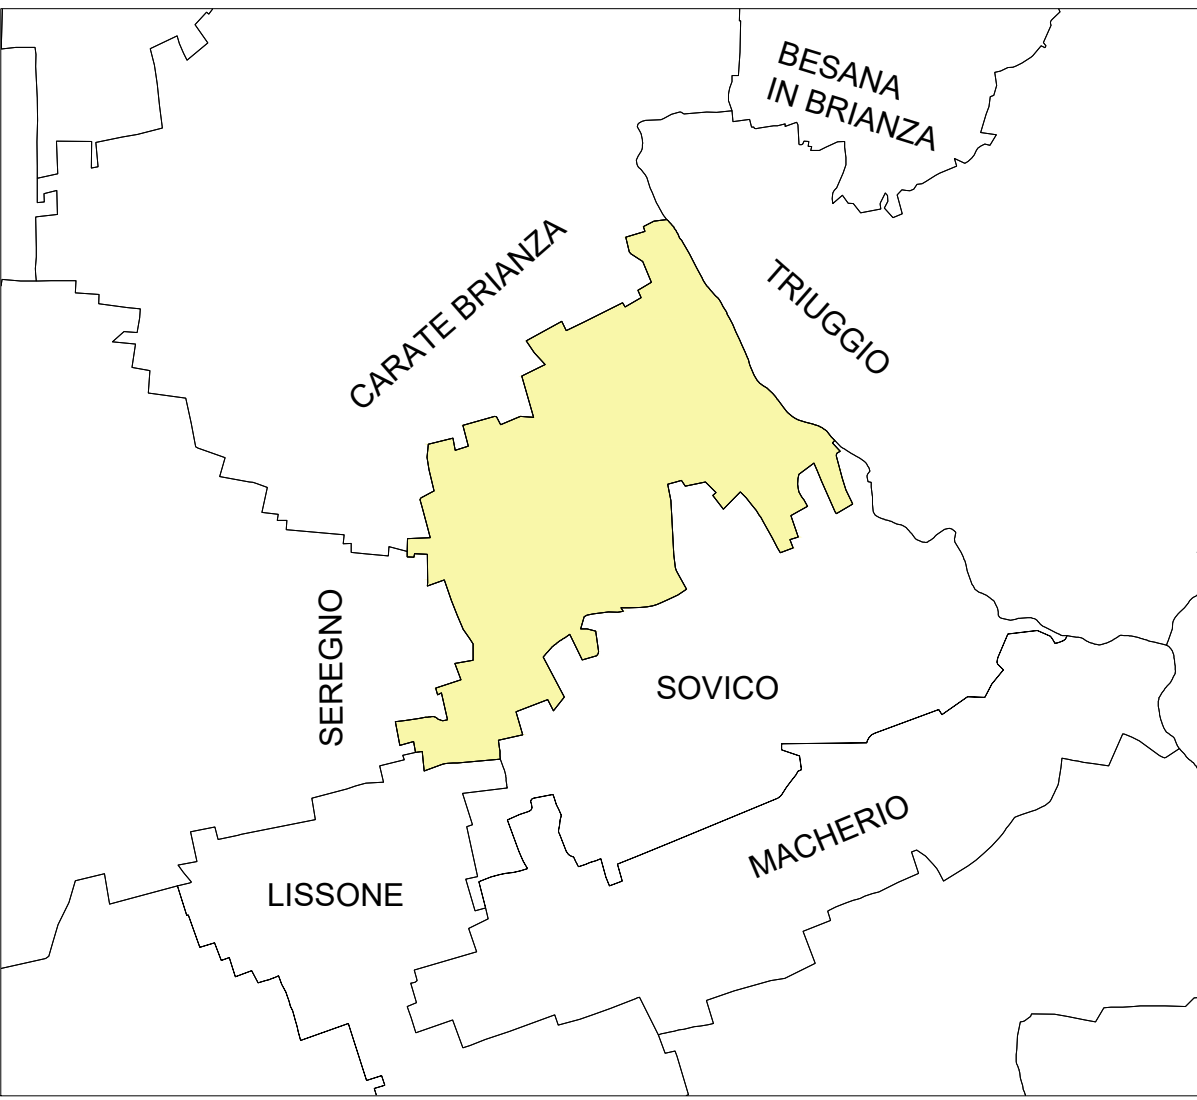 BESANA
IN BRIANZA
CARATE BRIANZA
TRIUGGIO
SEREGNO
SOVICO
MACHERIO
LISSONE